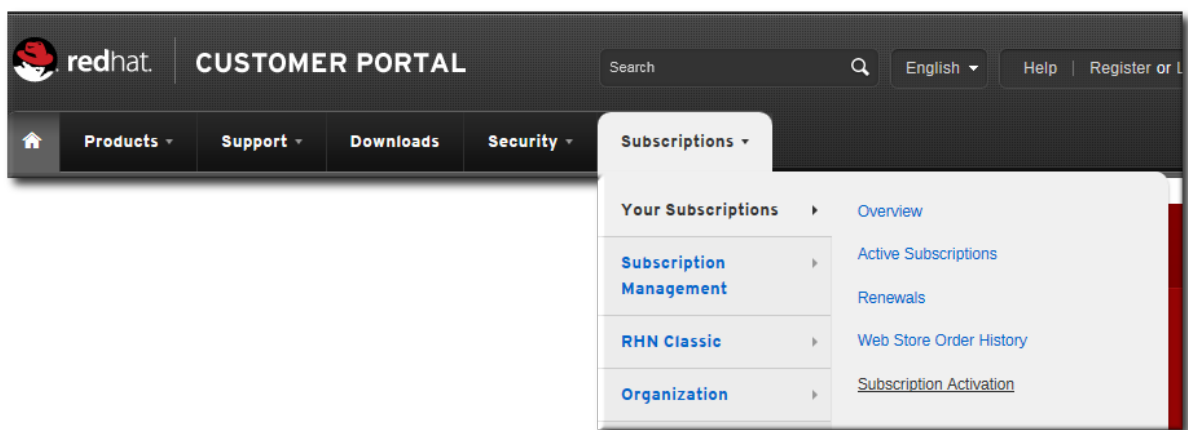 redhat. CUSTOMER PORTAL Search English Help | Register or
Products Support Downloads Security Subscriptions
Your Subscriptions Overview
Subscription Management Active Subscriptions
Renewals
RHN Classic Web Store Order History
Organization Subscription Activation